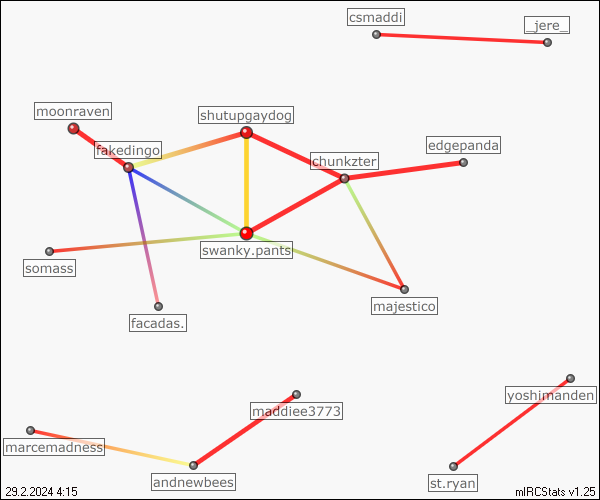 csmaddi
_jere_
moonraven
shutupgaydog
fakedingo
edgepanda
chunkzter
swanky.pants
somass
majestico
facadas.
yoshimanden
maddiee3773
marcemadness
andnewbees
st.ryan
29.2.2024 4:15
mIRCStats v1.25